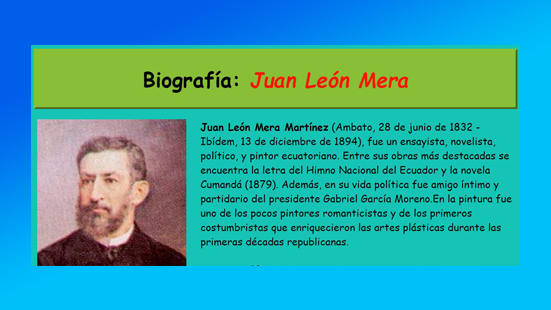 Biografía: Juan León Mera
Juan León Mera Martínez (Ambato, 28 de junio de 1832 -
Ibídem, 13 de diciembre de 1894), fue un ensayista, novelista,
político, y pintor ecuatoriano. Entre sus obras más destacadas se
encuentra la letra del Himno Nacional del Ecuador y la novela
Cumandá (1879). Además, en su vida política fue amigo íntimo y
partidario del presidente Gabriel García Moreno.En la pintura fue
uno de los pocos pintores romanticistas y de los primeros
costumbristas que enriquecieron las artes plásticas durante las
primeras décadas republicanas.